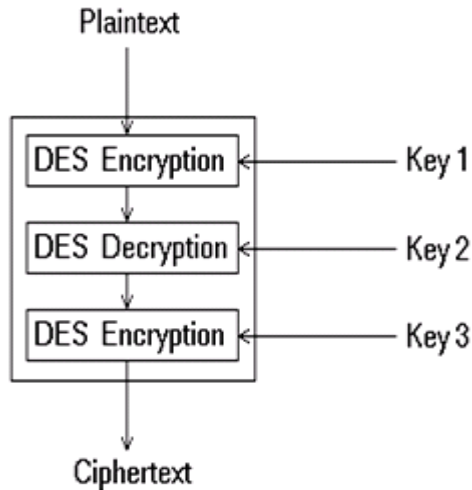 Plaintext
DES Encryption
Key 1
DES Decryption
Key 2
DES Encryption
Key 3
Ciphertext